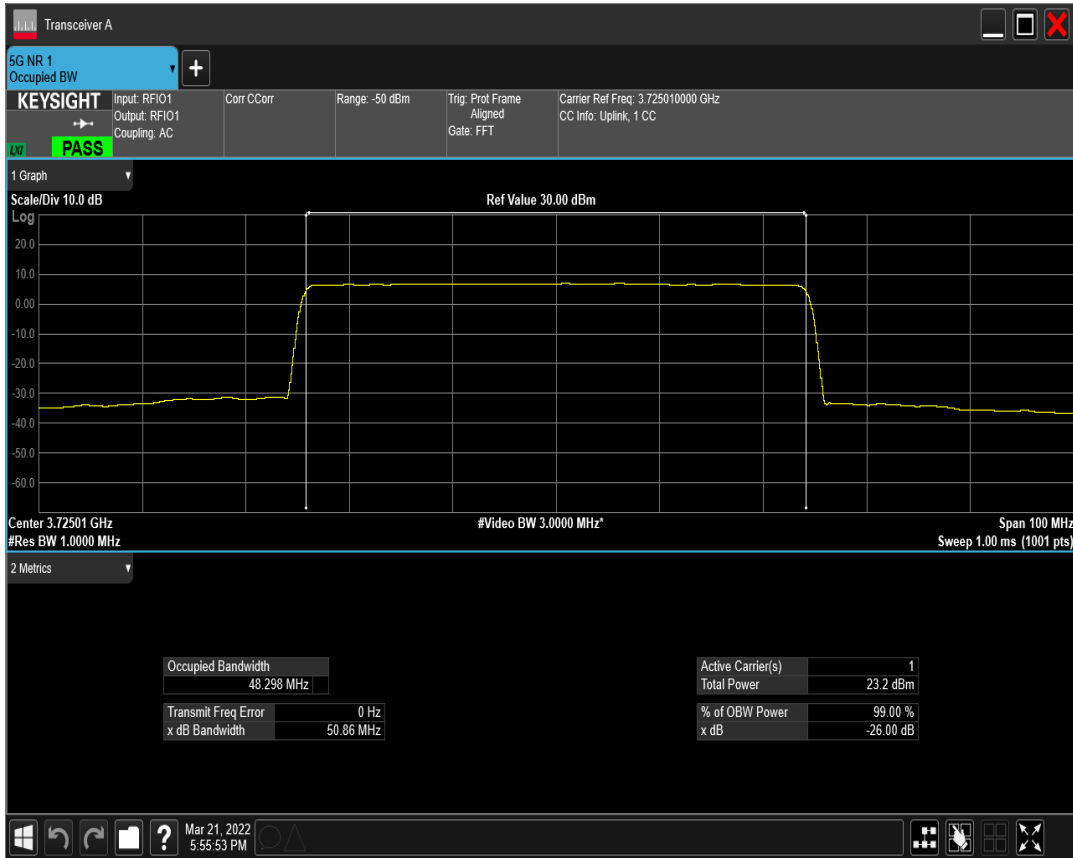 Transceiver A
5G NR 1
Occupied BW
KEYSIGHT
LXI
PASS
Input: RFIO1
Output: RFIO1
Coupling: AC
Corr CCorr
Range: -50 dBm
Trig: Prot Frame
Aligned
Gate: FFT
Carrier Ref Freq: 3.725010000 GHz
CC Info: Uplink, 1 CC
1 Graph
Scale/Div 10.0 dB
Ref Value 30.00 dBm
Log
20.0
10.0
0.00
-10.0
-20.0
-30.0
-40.0
-50.0
-60.0
Center 3.72501 GHz
#Video BW 3.0000 MHz*
Span 100 MHz
#Res BW 1.0000 MHz
Sweep 1.00 ms (1001 pts)
2 Metrics
Occupied Bandwidth
48.298 MHz
Transmit Freq Error 0 Hz
x dB Bandwidth 50.86 MHz
Active Carrier(s) 1
Total Power 23.2 dBm
% of OBW Power 99.00 %
x dB -26.00 dB
?
Mar 21, 2022
5:55:53 PM